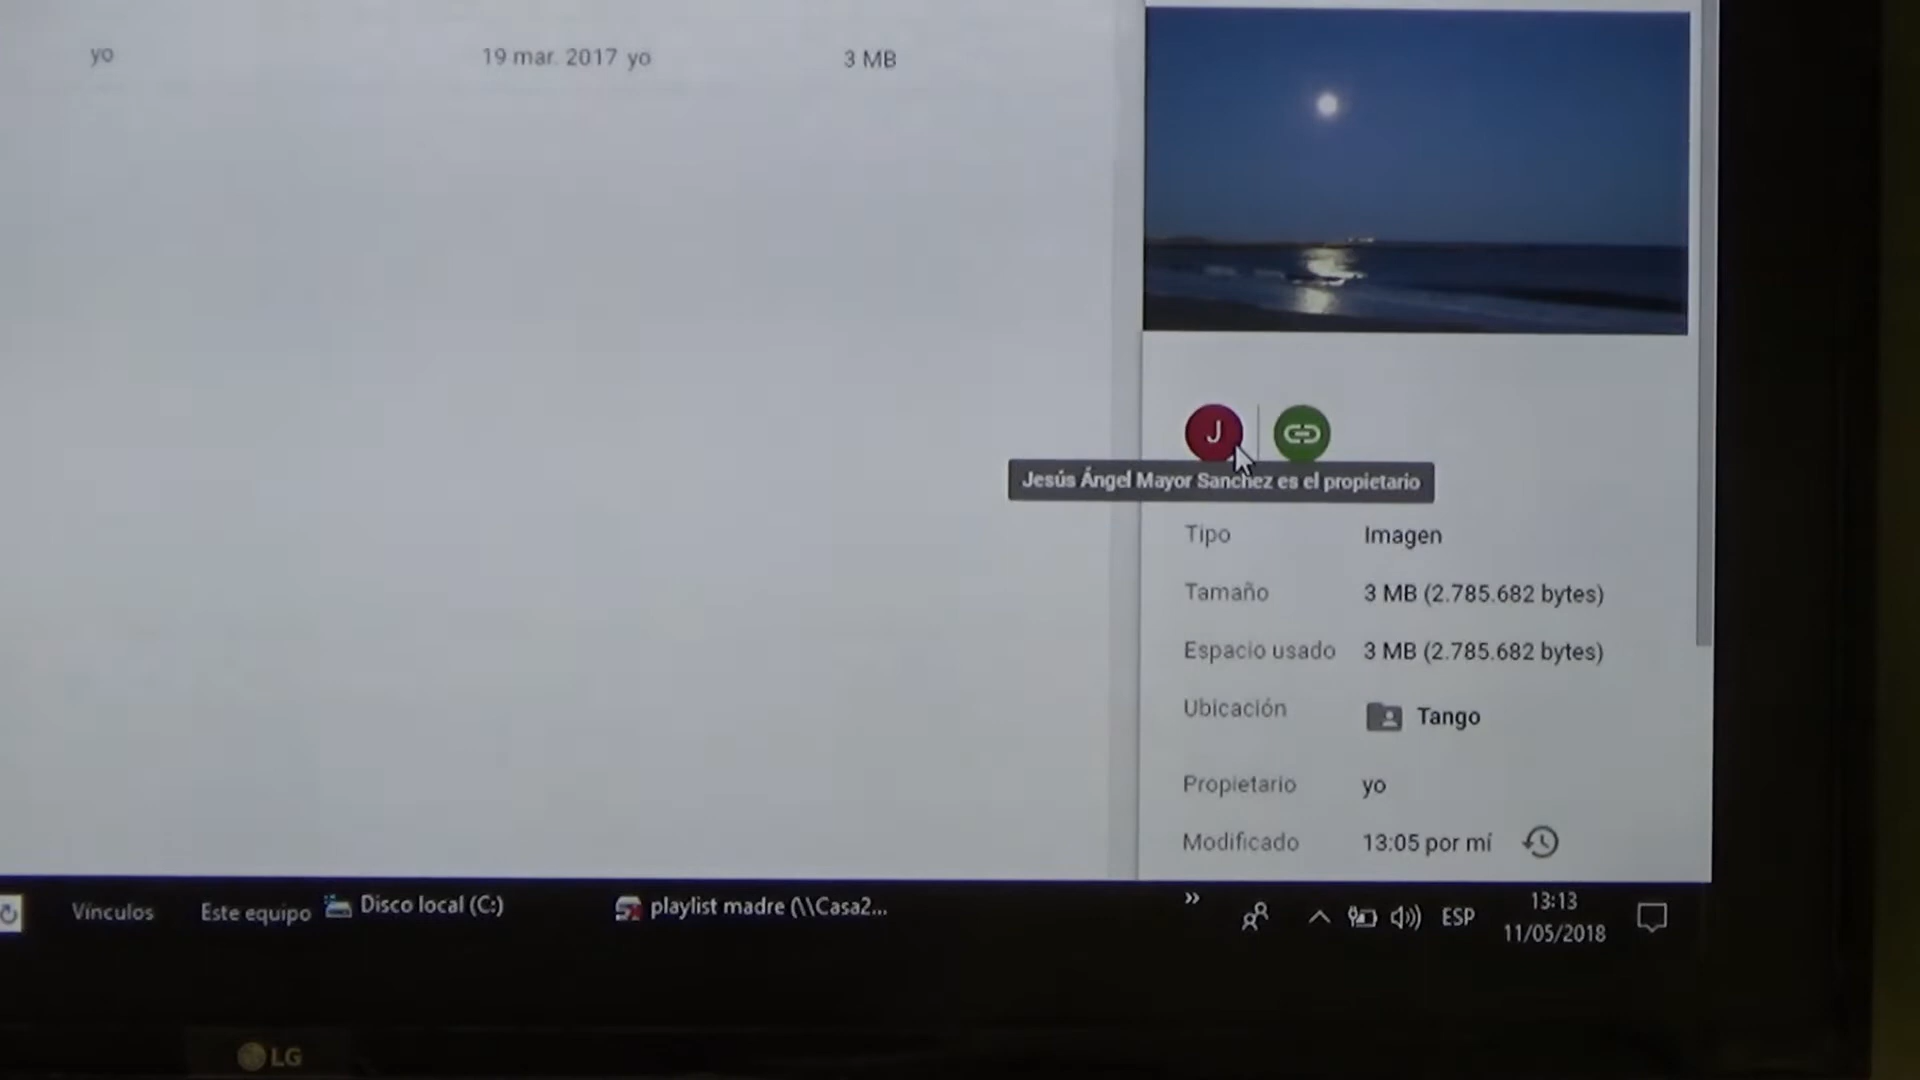 yo
19 mar. 2017 yo
3 MB
J
Jesús Ángel Mayor Sanchez es el propietario
Tipo Imagen
Tamaño 3 MB (2.785.682 bytes)
Espacio usado 3 MB (2.785.682 bytes)
Ubicación Tango
Propietario yo
Modificado 13:05 por mí
Vínculos
Este equipo
Disco local (C:)
playlist madre (\\Casa2...
»
ESP
13:13
11/05/2018
LG